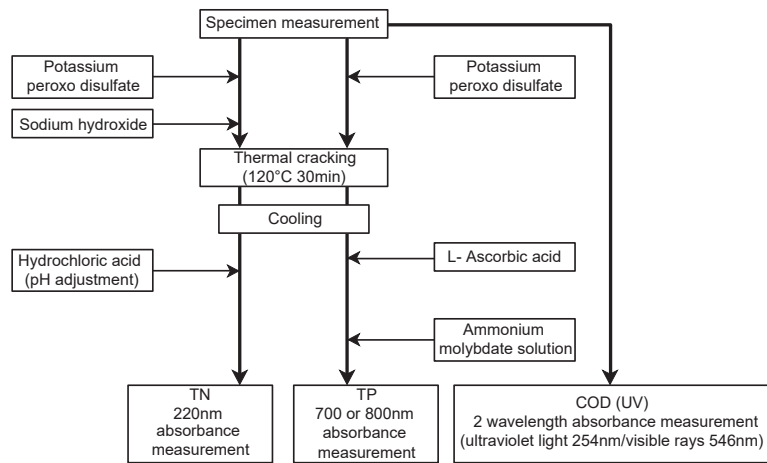 Specimen measurement
Potassium
peroxo disulfate
Potassium
peroxo disulfate
Sodium hydroxide
Thermal cracking
(120°C 30min)
Cooling
Hydrochloric acid
(pH adjustment)
L- Ascorbic acid
Ammonium
molybdate solution
TN
220nm
absorbance
measurement
TP
700 or 800nm
absorbance
measurement
COD (UV)
2 wavelength absorbance measurement
(ultraviolet light 254nm/visible rays 546nm)